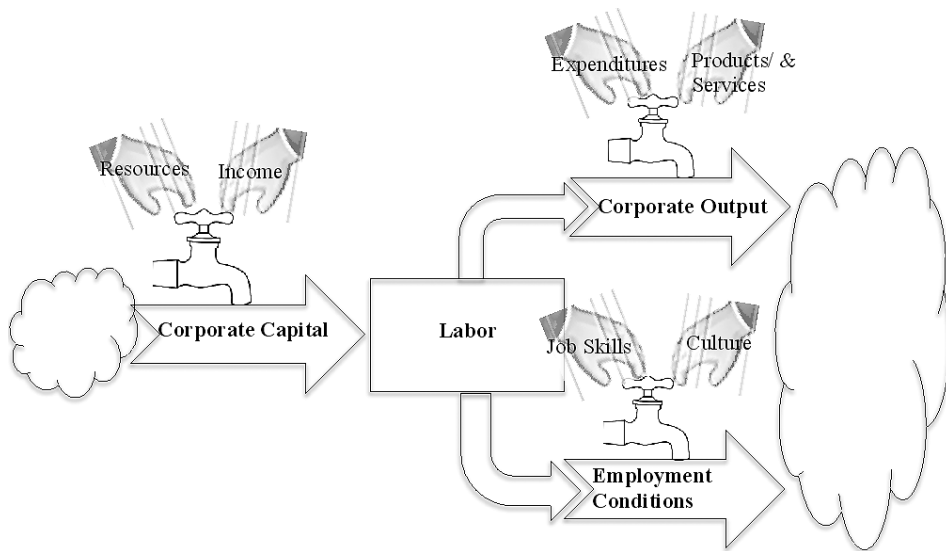 Expenditures
Products/ &
Services
Resources
Income
Corporate Output
Corporate Capital
Labor
Job Skills
Culture
Employment
Conditions